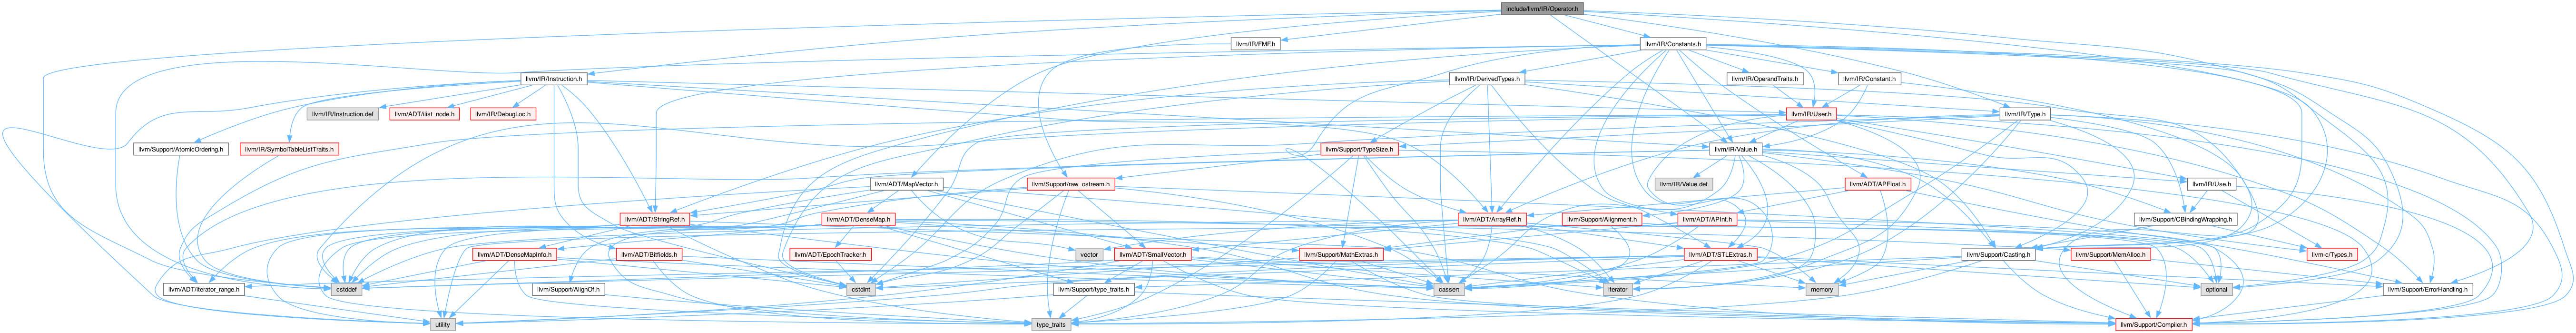 include/llvm/IR/Operator.h
llvm/IR/FMF.h
llvm/IR/Constants.h
llvm/IR/Instruction.h
llvm/IR/DerivedTypes.h
llvm/IR/OperandTraits.h
llvm/IR/Constant.h
llvm/IR/Instruction.def
llvm/ADT/ilist_node.h
llvm/IR/DebugLoc.h
llvm/IR/User.h
llvm/IR/Type.h
llvm/Support/AtomicOrdering.h
llvm/IR/SymbolTableListTraits.h
llvm/Support/TypeSize.h
llvm/IR/Value.h
llvm/ADT/MapVector.h
llvm/Support/raw_ostream.h
llvm/IR/Value.def
llvm/ADT/APFloat.h
llvm/IR/Use.h
llvm/ADT/StringRef.h
llvm/ADT/DenseMap.h
llvm/ADT/ArrayRef.h
llvm/Support/Alignment.h
llvm/ADT/APInt.h
llvm/Support/CBindingWrapping.h
llvm/ADT/DenseMapInfo.h
llvm/ADT/Bitfields.h
llvm/ADT/EpochTracker.h
vector
llvm/ADT/SmallVector.h
llvm/Support/MathExtras.h
llvm/ADT/STLExtras.h
llvm/Support/Casting.h
llvm/Support/MemAlloc.h
llvm-c/Types.h
llvm/ADT/iterator_range.h
cstddef
llvm/Support/AlignOf.h
cstdint
llvm/Support/type_traits.h
cassert
iterator
memory
optional
llvm/Support/ErrorHandling.h
utility
type_traits
llvm/Support/Compiler.h